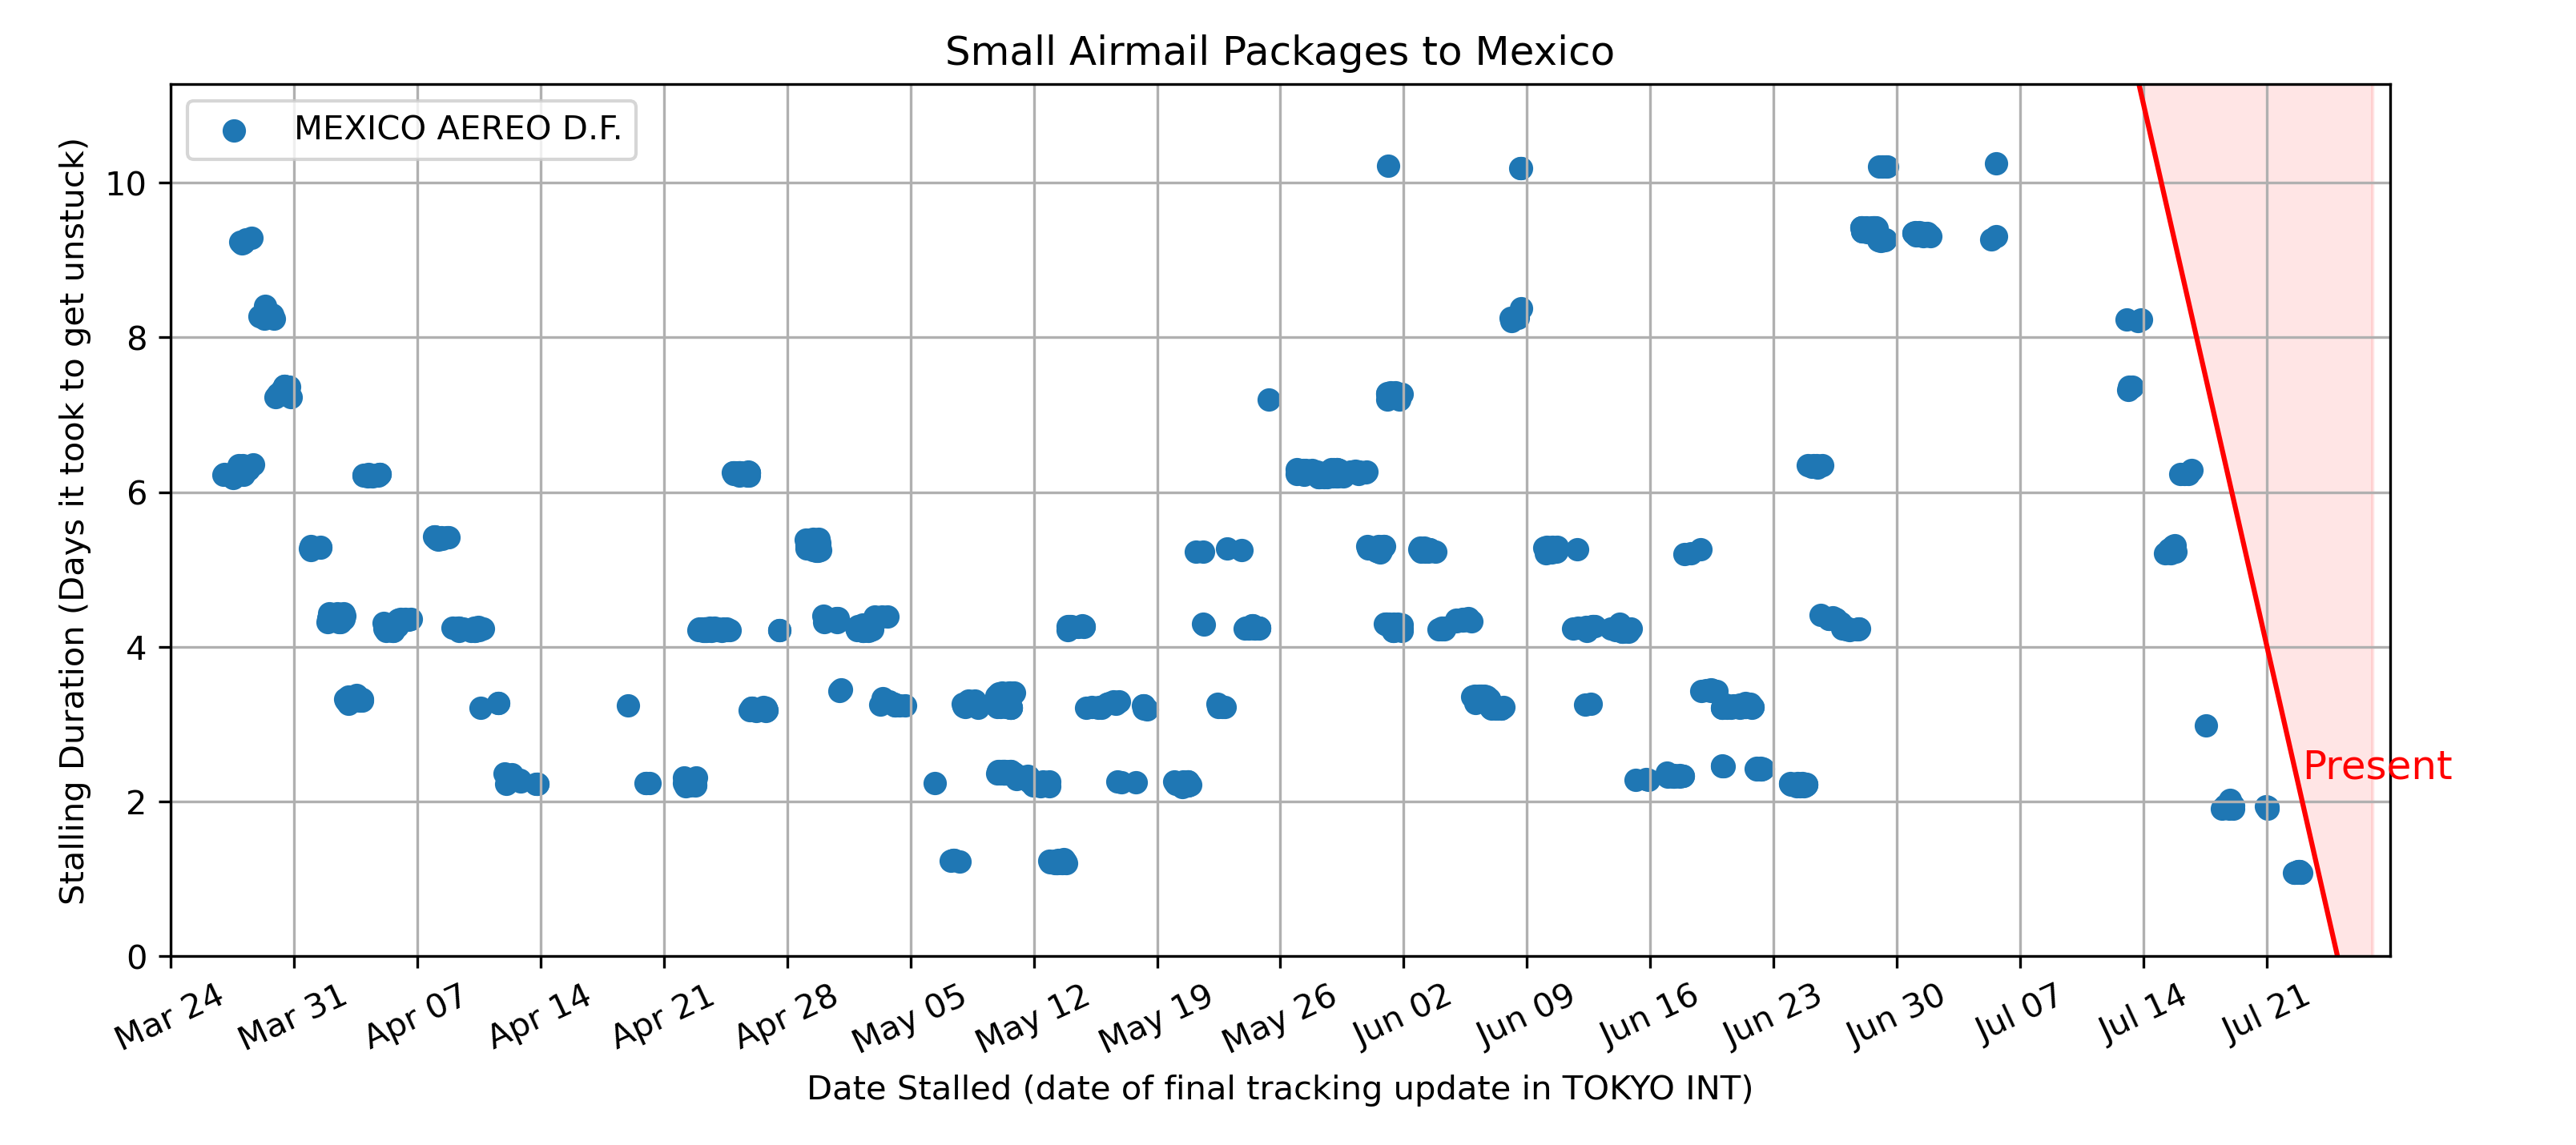 Small Airmail Packages to Mexico
MEXICO AEREO D.F.
Stalling Duration (Days it took to get unstuck)
10
8
6
4
2
0
Present
Mar 24
Mar 31
Apr 07
Apr 14
Apr 21
Apr 28
May 05
May 12
May 19
May 26
Jun 02
Jun 09
Jun 16
Jun 23
Jun 30
Jul 07
Jul 14
Jul 21
Date Stalled (date of final tracking update in TOKYO INT)